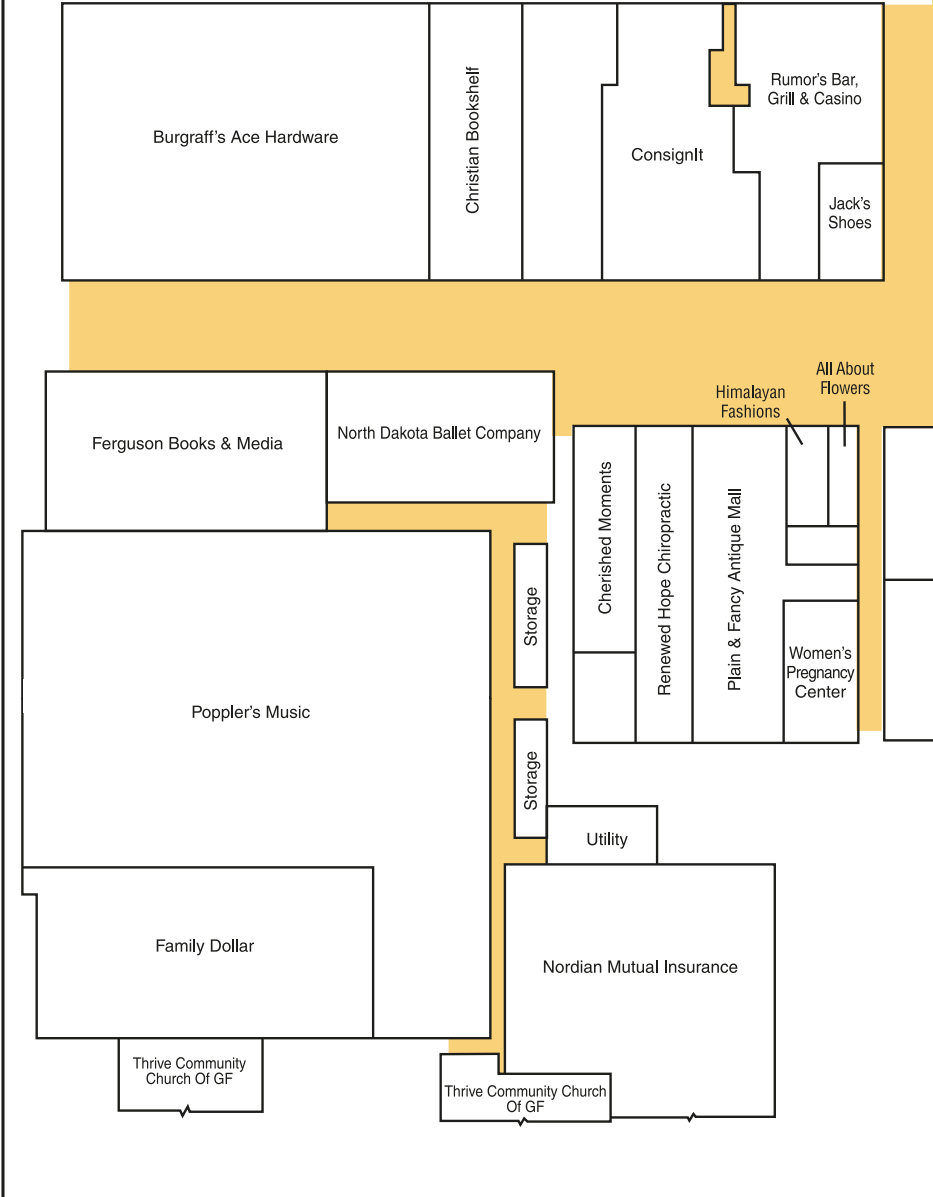 Burgraff's Ace Hardware
Christian Bookshelf
ConsignIt
Rumor's Bar,
Grill & Casino
Jack's
Shoes
Ferguson Books & Media
North Dakota Ballet Company
Himalayan
Fashions
All About
Flowers
Cherished Moments
Renewed Hope Chiropractic
Plain & Fancy Antique Mall
Women's
Pregnancy
Center
Storage
Storage
Poppler's Music
Utility
Family Dollar
Nordian Mutual Insurance
Thrive Community
Church Of GF
Thrive Community Church
Of GF